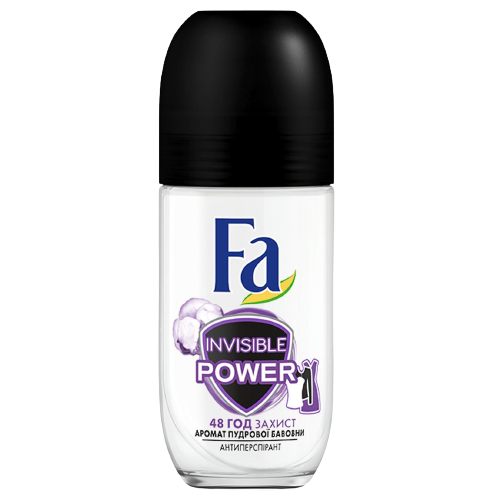 Fa
INVISIBLE
POWER
48 ГОД ЗАХИСТ
АРОМАТ ПУДРОВОЇ БАВОВНИ
АНТИПЕРСПІРАНТ